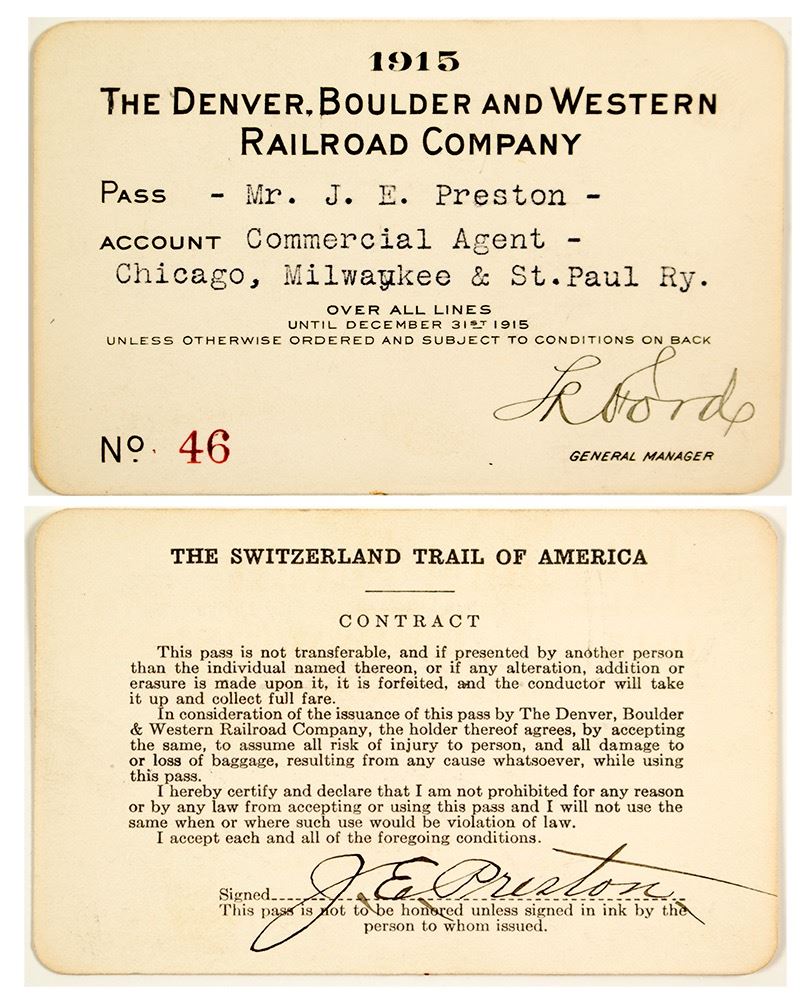 1915
THE DENVER, BOULDER AND WESTERN
RAILROAD COMPANY
PASS - Mr. J. E. Preston -
ACCOUNT Commercial Agent -
Chicago, Milwaukee & St.Paul Ry.
OVER ALL LINES
UNTIL DECEMBER 31ST 1915
UNLESS OTHERWISE ORDERED AND SUBJECT TO CONDITIONS ON BACK
Ford
No. 46
GENERAL MANAGER
THE SWITZERLAND TRAIL OF AMERICA
CONTRACT
This pass is not transferable, and if presented by another person
than the individual named thereon, or if any alteration, addition or
erasure is made upon it, it is forfeited, and the conductor will take
it up and collect full fare.
In consideration of the issuance of this pass by The Denver, Boulder
& Western Railroad Company, the holder thereof agrees, by accepting
the same, to assume all risk of injury to person, and all damage to
or loss of baggage, resulting from any cause whatsoever, while using
this pass.
I hereby certify and declare that I am not prohibited for any reason
or by any law from accepting or using this pass and I will not use the
same when or where such use would be violation of law.
I accept each and all of the foregoing conditions.
Signed J. E. Preston
This pass is not to be honored unless signed in ink by the
person to whom issued.